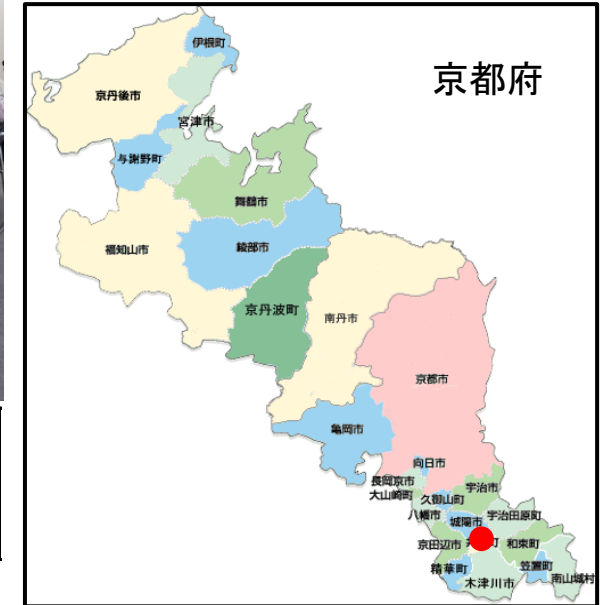 京都府
伊根町
京丹後市
宮津市
与謝野町
舞鶴市
福知山市
綾部市
京丹波町
南丹市
京都市
亀岡市
向日市
長岡京市
大山崎町
宇治市
久御山町
八幡市
宇治田原町
城陽市
京田辺市
町
和束町
精華町
笠置町
木津川市
南山城村